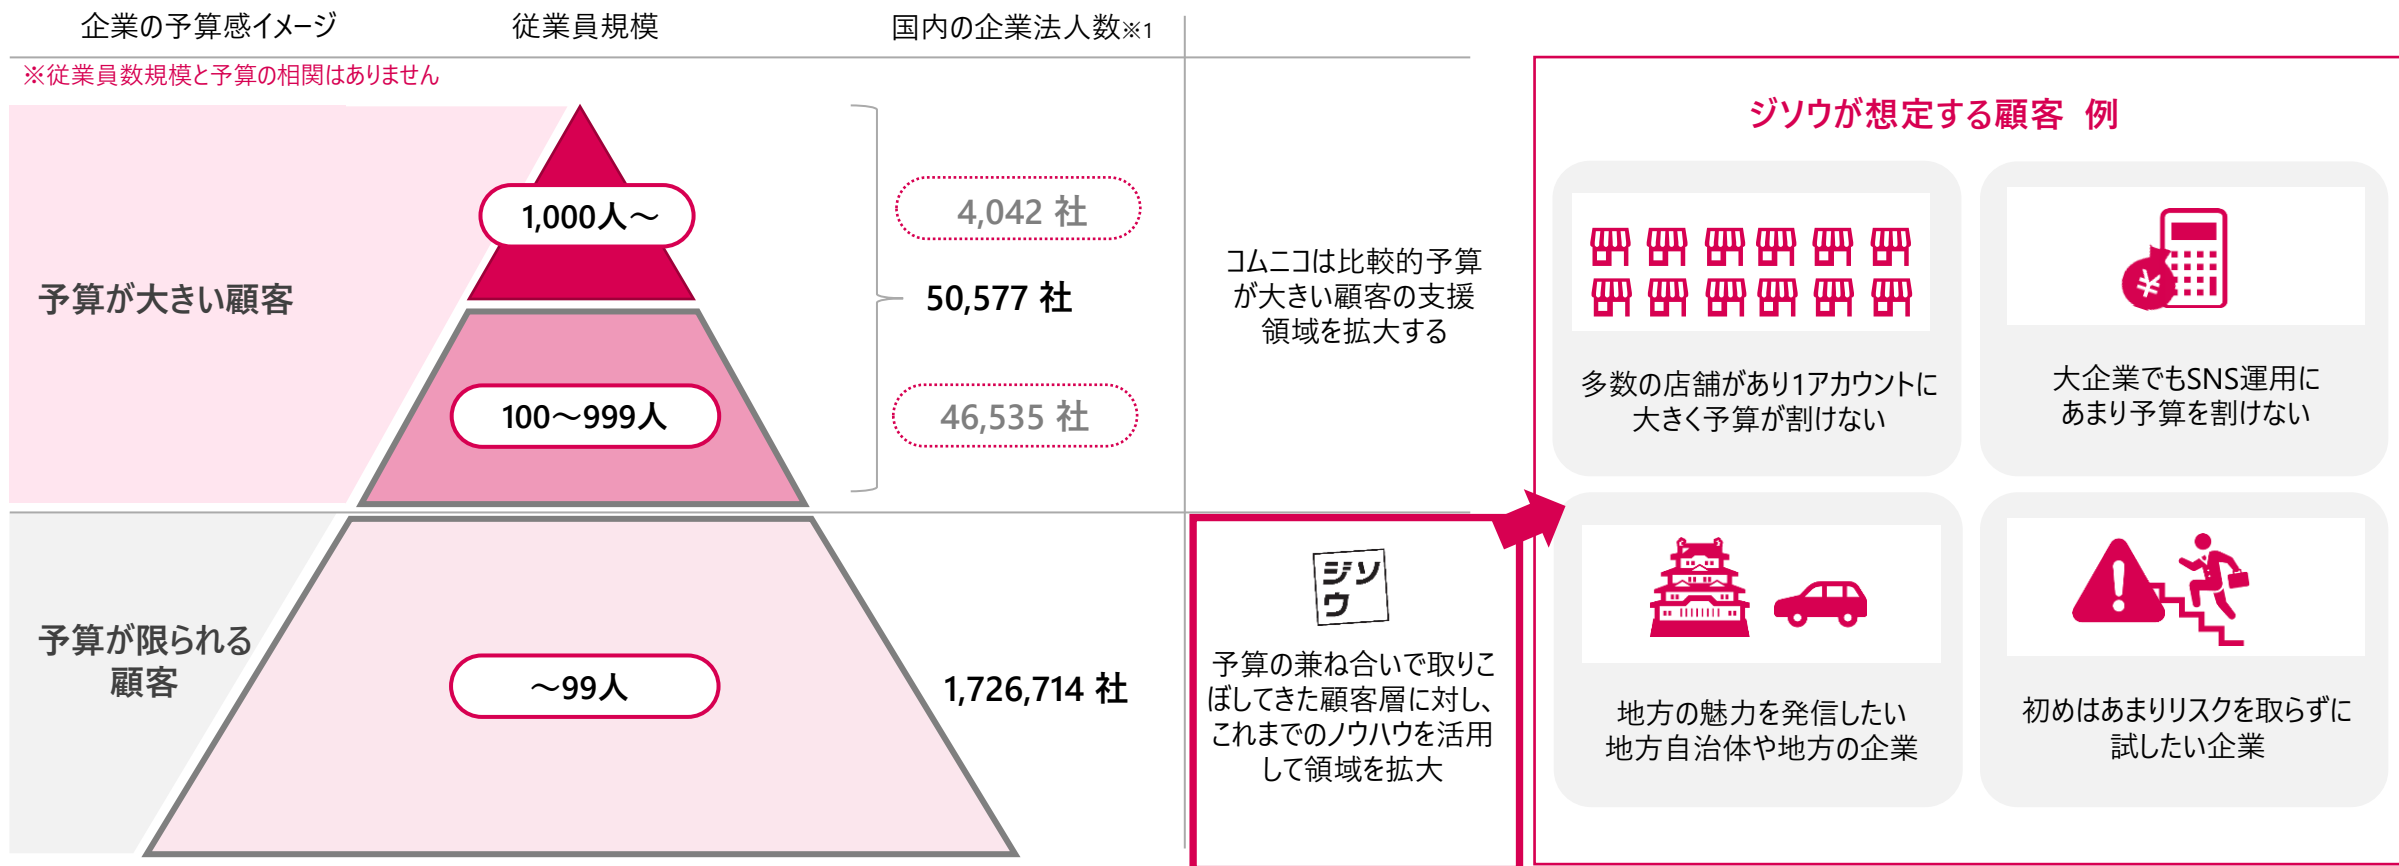 企業の予算感イメージ
従業員規模
国内の企業法人数※1
※従業員数規模と予算の相関はありません
予算が大きい顧客
1,000人～
4,042 社
50,577 社
100～999人
46,535 社
コムニコは比較的予算
が大きい顧客の支援
領域を拡大する
予算が限られる
顧客
～99人
1,726,714 社
ジソ
ウ
予算の兼ね合いで取りこ
ぼしてきた顧客層に対し、
これまでのノウハウを活用
して領域を拡大
ジソウが想定する顧客 例
多数の店舗があり1アカウントに
大きく予算が割けない
¥
大企業でもSNS運用に
あまり予算を割けない
地方の魅力を発信したい
地方自治体や地方の企業
初めはあまりリスクを取らずに
試したい企業